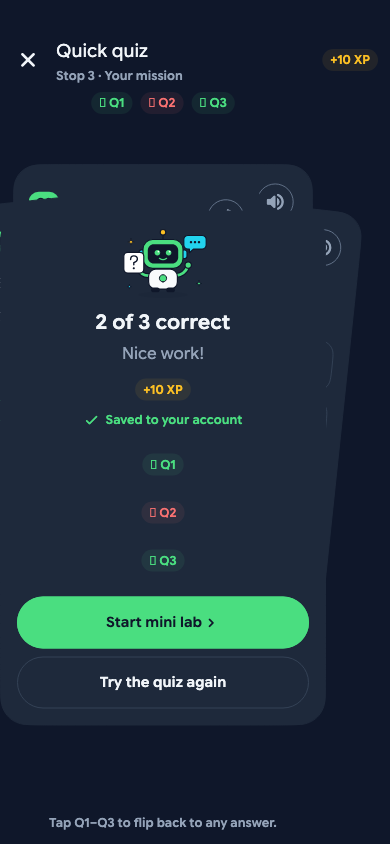 Quick quiz
+10 XP
Stop 3 · Your mission
Q1 Q2 Q3
?
2 of 3 correct
Nice work!
+10 XP
Saved to your account
Q1
Q2
Q3
Start mini lab ›
Try the quiz again
Tap Q1–Q3 to flip back to any answer.